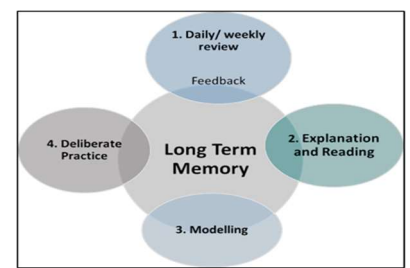 1. Daily/ weekly
review
Feedback
2. Explanation
and Reading
4. Deliberate
Practice
Long Term
Memory
3. Modelling